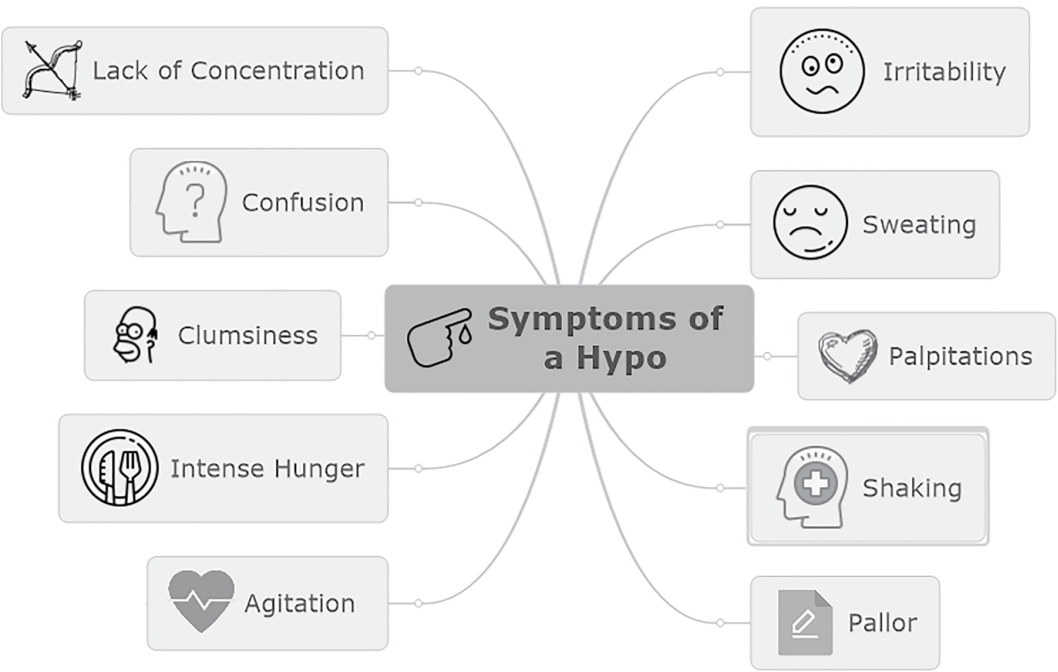 Symptoms of
a Hypo
Lack of Concentration
Confusion
?
Clumsiness
Intense Hunger
Agitation
Irritability
Sweating
Palpitations
Shaking
Pallor